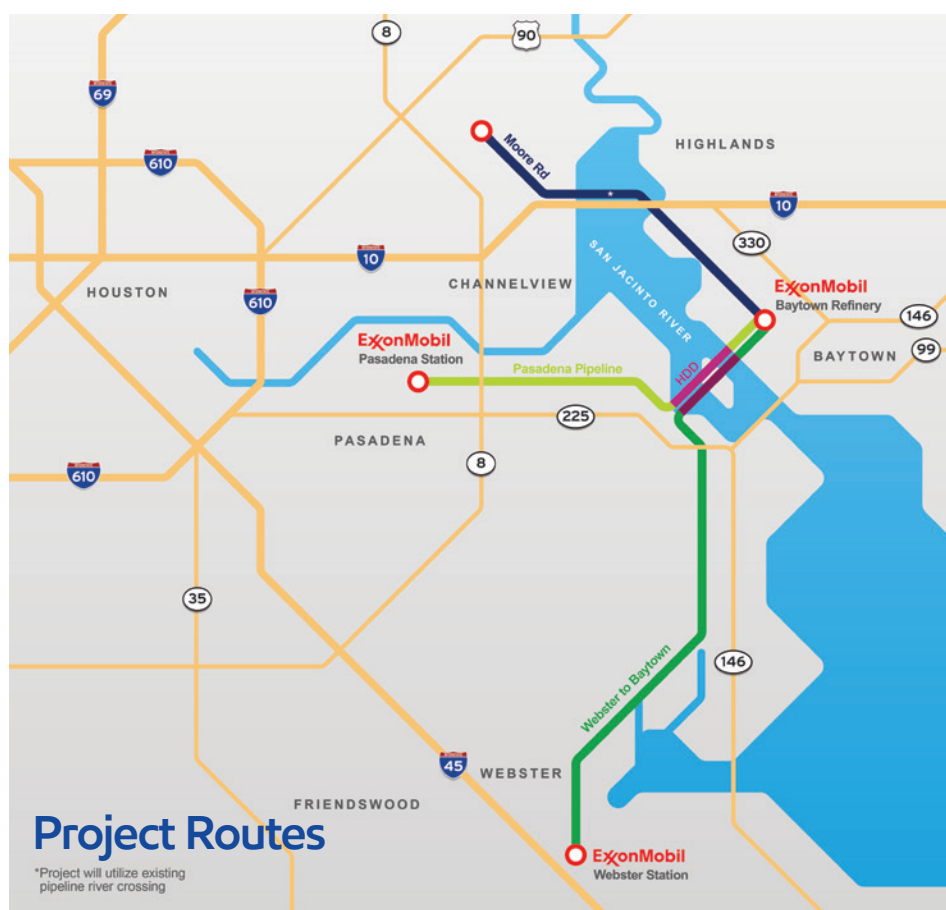 8
90
69
HIGHLANDS
610
Moore Rd
*
10
330
SAN JACINTO RIVER
10
CHANNELVIEW
HOUSTON
610
ExxonMobil
Baytown Refinery
146
ExxonMobil
Pasadena Station
BAYTOWN
99
Pasadena Pipeline
HDD
225
PASADENA
8
610
35
146
Webster to Baytown
45
WEBSTER
FRIENDSWOOD
Project Routes
ExxonMobil
Webster Station
*Project will utilize existing
pipeline river crossing